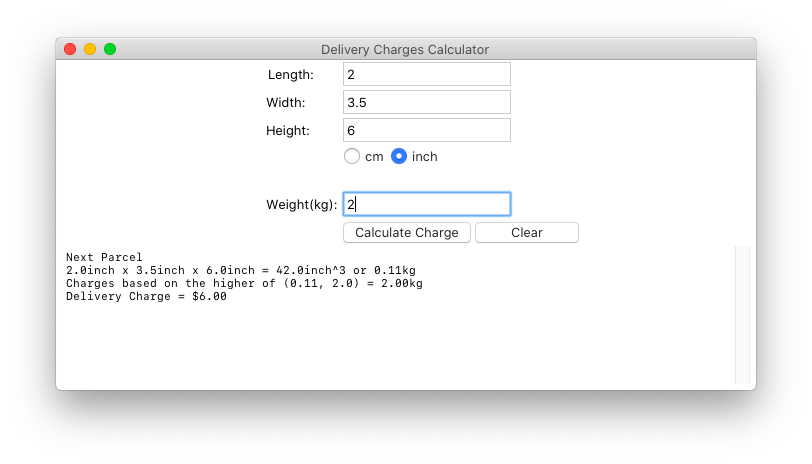 Delivery Charges Calculator
Length: 2
Width: 3.5
Height: 6
cm inch
Weight(kg): 2
Calculate Charge Clear
Next Parcel
2.0inch x 3.5inch x 6.0inch = 42.0inch^3 or 0.11kg
Charges based on the higher of (0.11, 2.0) = 2.00kg
Delivery Charge = $6.00